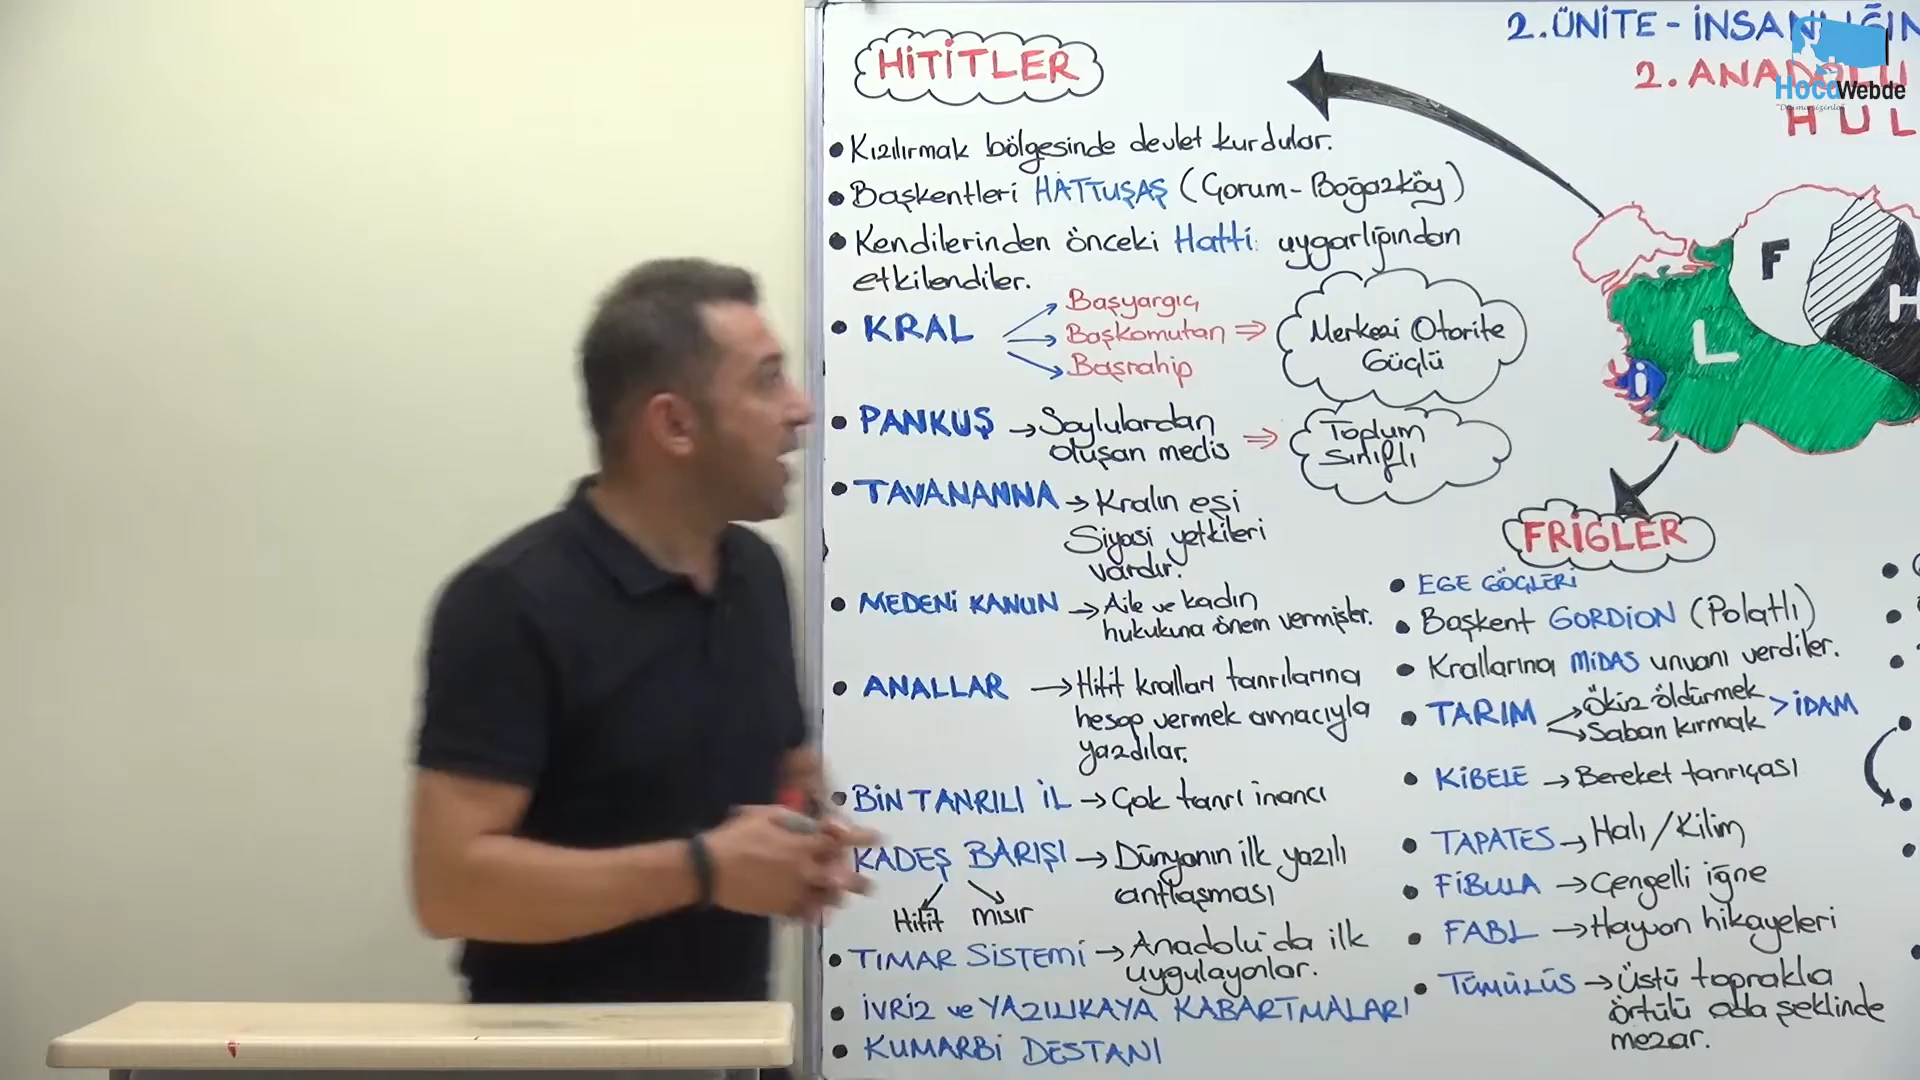 2. ÜNİTE - İNSANLIĞIN
2. ANADOLU
HUL
HocaWebde
HİTİTLER
• Kızılırmak bölgesinde devlet kurdular.
• Başkentleri HATTUŞAŞ (Çorum - Boğazköy)
• Kendilerinden önceki Hatti uygarlığından
etkilendiler.
• KRAL
Başyargıç
Başkomutan ⇒
Başrahip
Merkezi Otorite
Güçlü
• PANKUŞ → Soylulardan
oluşan meclis ⇒
Toplum
Sınıflı
• TAVANANNA → Kralın eşi
Siyasi yetkileri
vardır.
• MEDENİ KANUN → Aile ve kadın
hukukuna önem vermişler.
• ANALLAR → Hitit kralları tanrılarına
hesap vermek amacıyla
yazdılar.
• BİN TANRILI İL → Çok tanrı inancı
KADEŞ BARIŞI → Dünyanın ilk yazılı
antlaşması
Hitit Mısır
• TIMAR SİSTEMİ → Anadolu'da ilk
uygulayanlar.
• İVRİZ ve YAZILIKAYA KABARTMALARI
• KUMARBİ DESTANI
F
H
L
İ
FRİGLER
• EGE GÖÇLERİ
• Başkent GORDİON (Polatlı)
• Krallarına MİDAS unvanı verdiler.
• TARIM → Öküz öldürmek
→ Saban kırmak > İDAM
• KİBELE → Bereket tanrıçası
• TAPATES → Halı / Kilim
• FİBULA → Çengelli iğne
• FABL → Hayvan hikayeleri
• TÜMÜLÜS → Üstü toprakla
örtülü oda şeklinde
mezar.